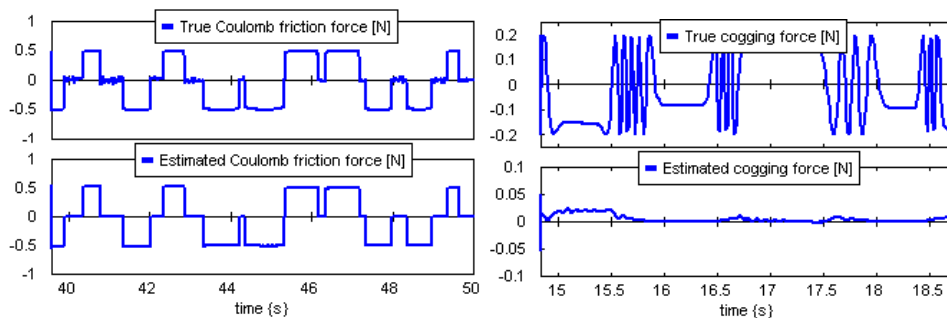 True Coulomb friction force [N]
1
0.5
0
-0.5
-1
Estimated Coulomb friction force [N]
1
0.5
0
-0.5
-1
40 42 44 46 48 50
time {s}
True cogging force [N]
0.2
0.1
0
-0.1
-0.2
Estimated cogging force [N]
0.1
0.05
0
-0.05
-0.1
15 15.5 16 16.5 17 17.5 18 18.5
time {s}